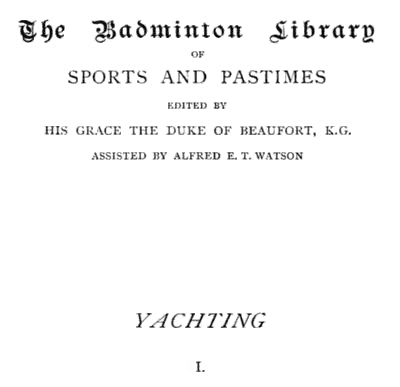 The Badminton Library
OF
SPORTS AND PASTIMES
EDITED BY
HIS GRACE THE DUKE OF BEAUFORT, K.G.
ASSISTED BY ALFRED E. T. WATSON
YACHTING
I.